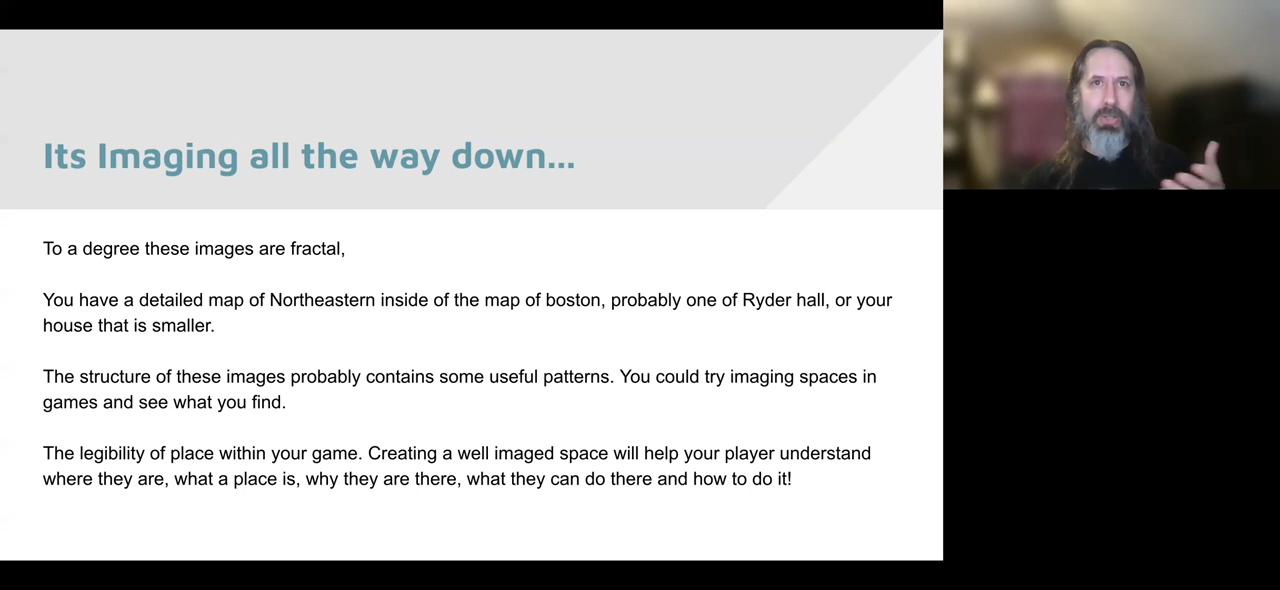 Its Imaging all the way down...
To a degree these images are fractal,
You have a detailed map of Northeastern inside of the map of boston, probably one of Ryder hall, or your
house that is smaller.
The structure of these images probably contains some useful patterns. You could try imaging spaces in
games and see what you find.
The legibility of place within your game. Creating a well imaged space will help your player understand
where they are, what a place is, why they are there, what they can do there and how to do it!